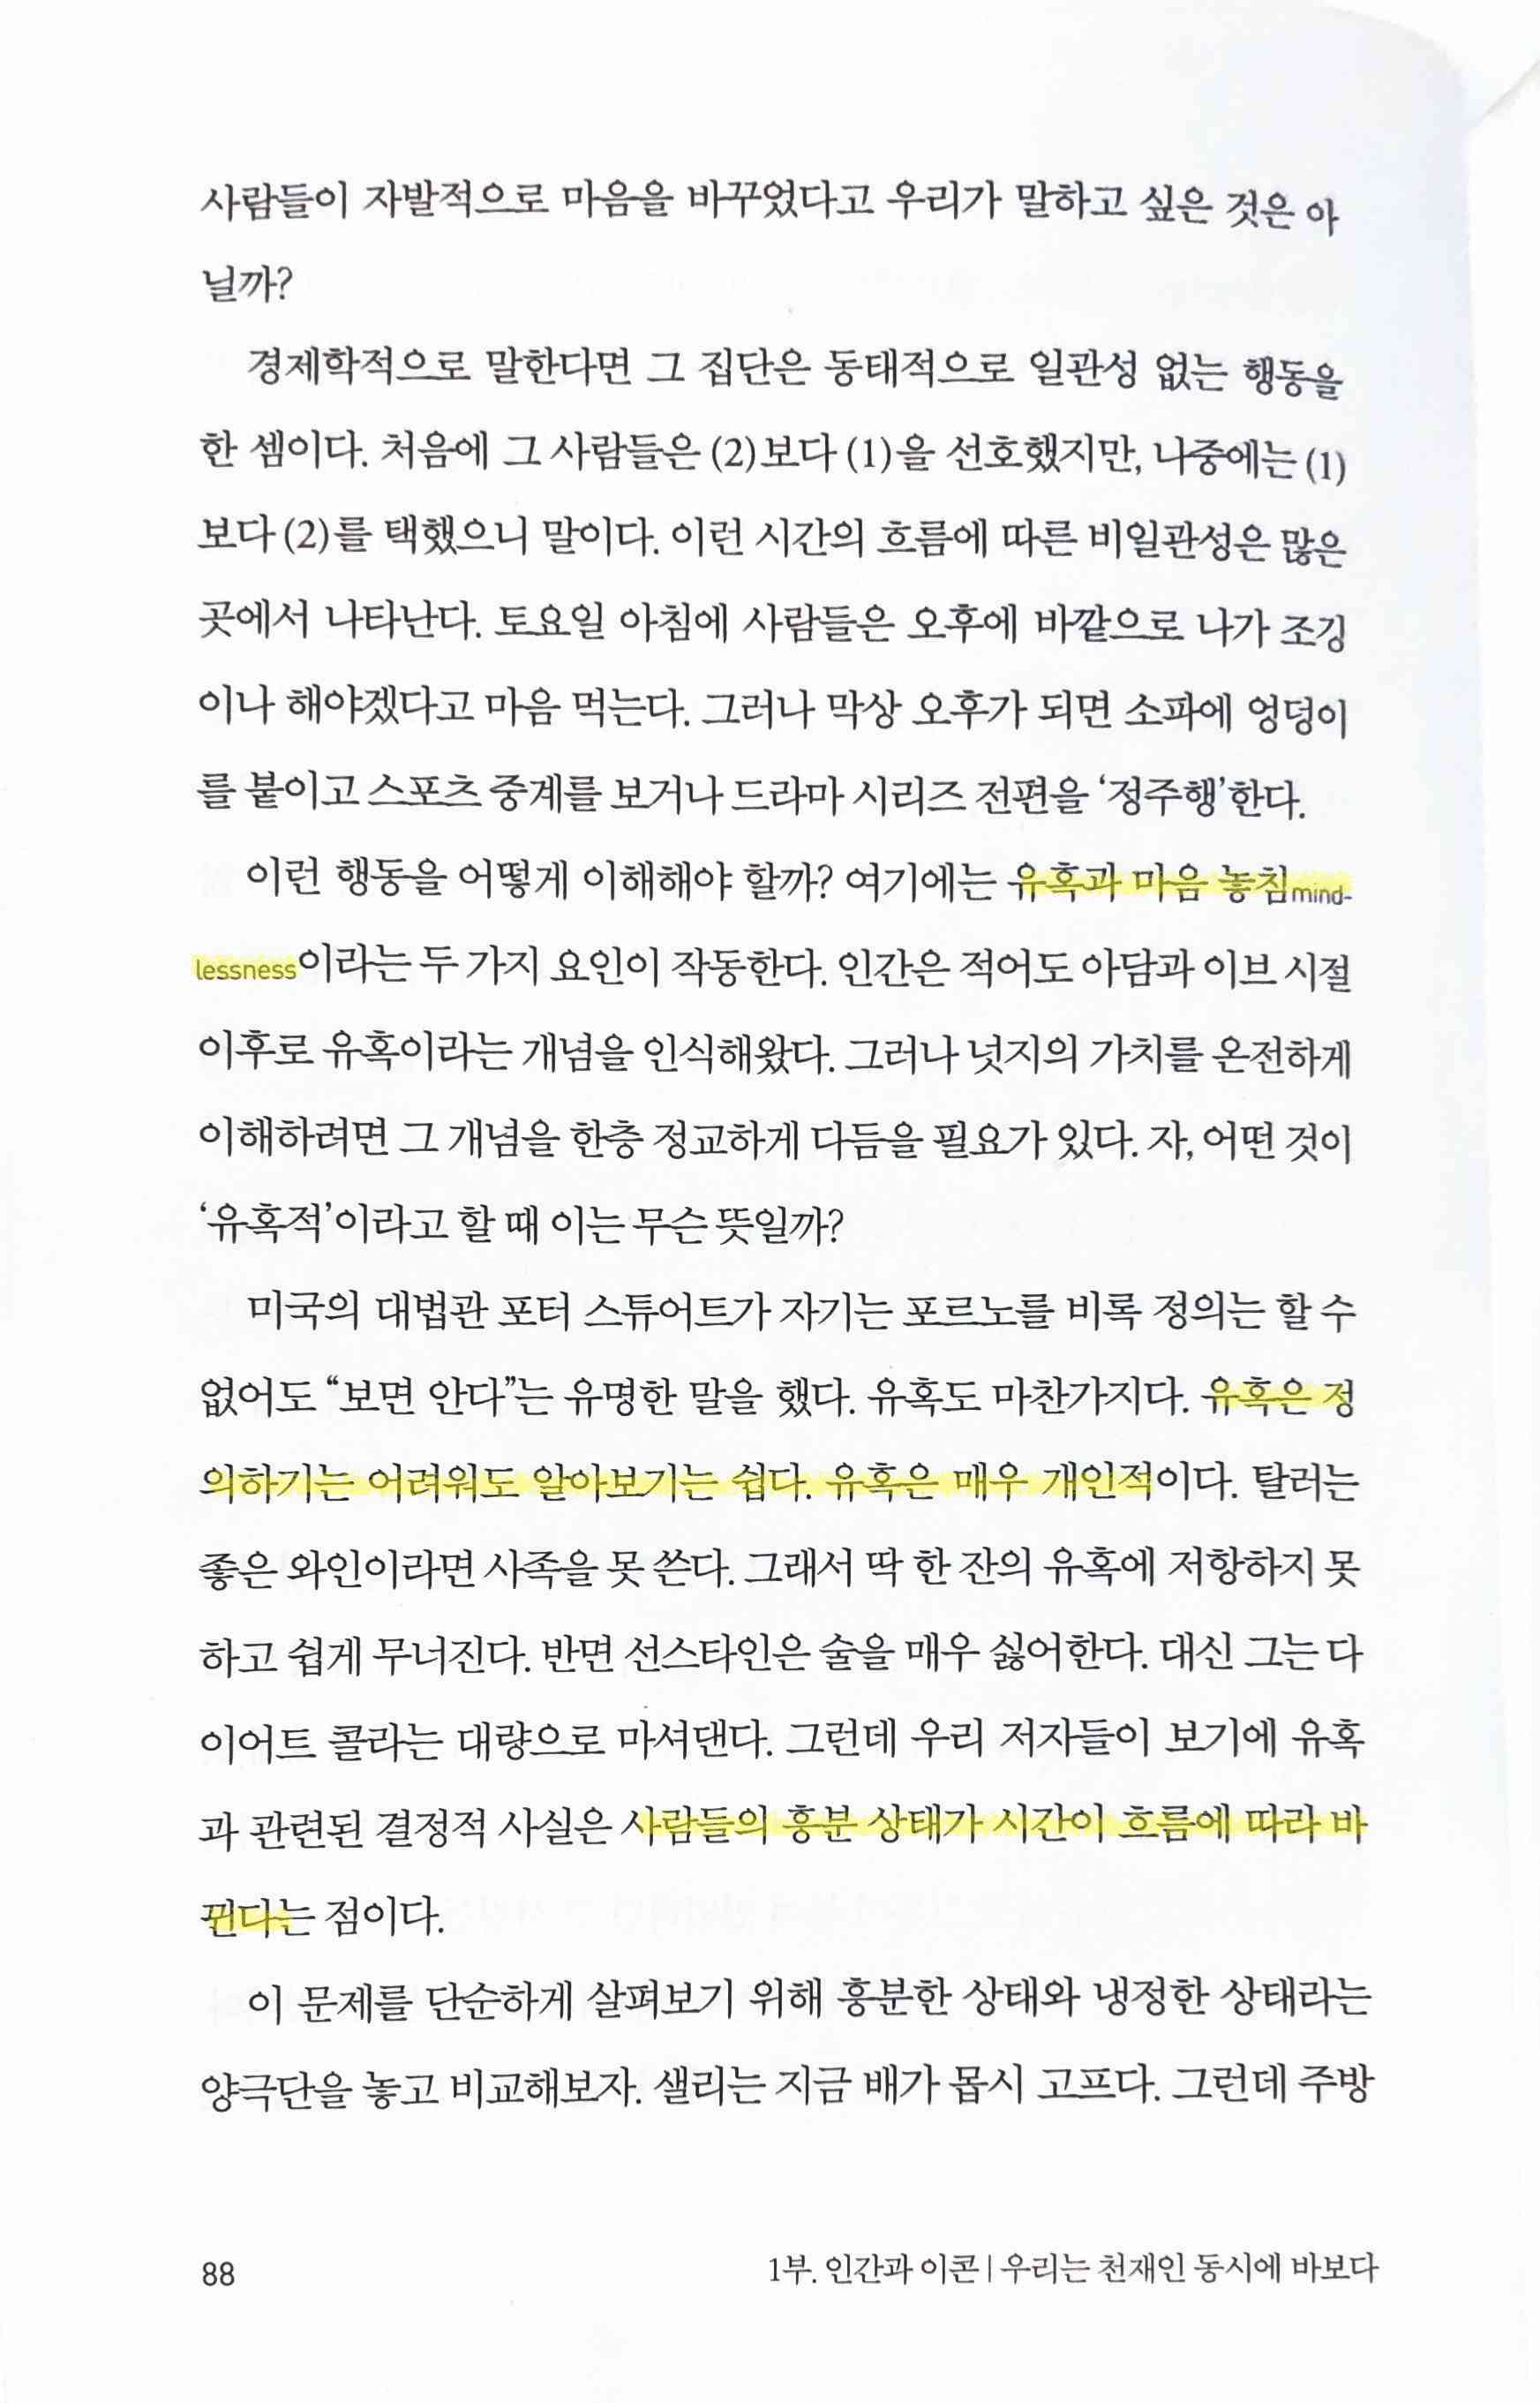 사람들이 자발적으로 마음을 바꾸었다고 우리가 말하고 싶은 것은 아
닐까?
경제학적으로 말한다면 그 집단은 동태적으로 일관성 없는 행동을
한 셈이다. 처음에 그 사람들은 (2)보다 (1)을 선호했지만, 나중에는 (1)
보다 (2)를 택했으니 말이다. 이런 시간의 흐름에 따른 비일관성은 많은
곳에서 나타난다. 토요일 아침에 사람들은 오후에 바깥으로 나가 조깅
이나 해야겠다고 마음 먹는다. 그러나 막상 오후가 되면 소파에 엉덩이
를 붙이고 스포츠 중계를 보거나 드라마 시리즈 전편을 ‘정주행’한다.
이런 행동을 어떻게 이해해야 할까? 여기에는 유혹과 마음 놓침mind-
lessness이라는 두 가지 요인이 작동한다. 인간은 적어도 아담과 이브 시절
이후로 유혹이라는 개념을 인식해왔다. 그러나 넛지의 가치를 온전하게
이해하려면 그 개념을 한층 정교하게 다듬을 필요가 있다. 자, 어떤 것이
‘유혹적’이라고 할 때 이는 무슨 뜻일까?
미국의 대법관 포터 스튜어트가 자기는 포르노를 비록 정의는 할 수
없어도 “보면 안다”는 유명한 말을 했다. 유혹도 마찬가지다. 유혹은 정
의하기는 어려워도 알아보기는 쉽다. 유혹은 매우 개인적이다. 탈러는
좋은 와인이라면 사족을 못 쓴다. 그래서 딱 한 잔의 유혹에 저항하지 못
하고 쉽게 무너진다. 반면 선스타인은 술을 매우 싫어한다. 대신 그는 다
이어트 콜라는 대량으로 마셔댄다. 그런데 우리 저자들이 보기에 유혹
과 관련된 결정적 사실은 사람들의 흥분 상태가 시간이 흐름에 따라 바
뀐다는 점이다.
이 문제를 단순하게 살펴보기 위해 흥분한 상태와 냉정한 상태라는
양극단을 놓고 비교해보자. 샐리는 지금 배가 몹시 고프다. 그런데 주방
88
1부. 인간과 이콘 | 우리는 천재인 동시에 바보다